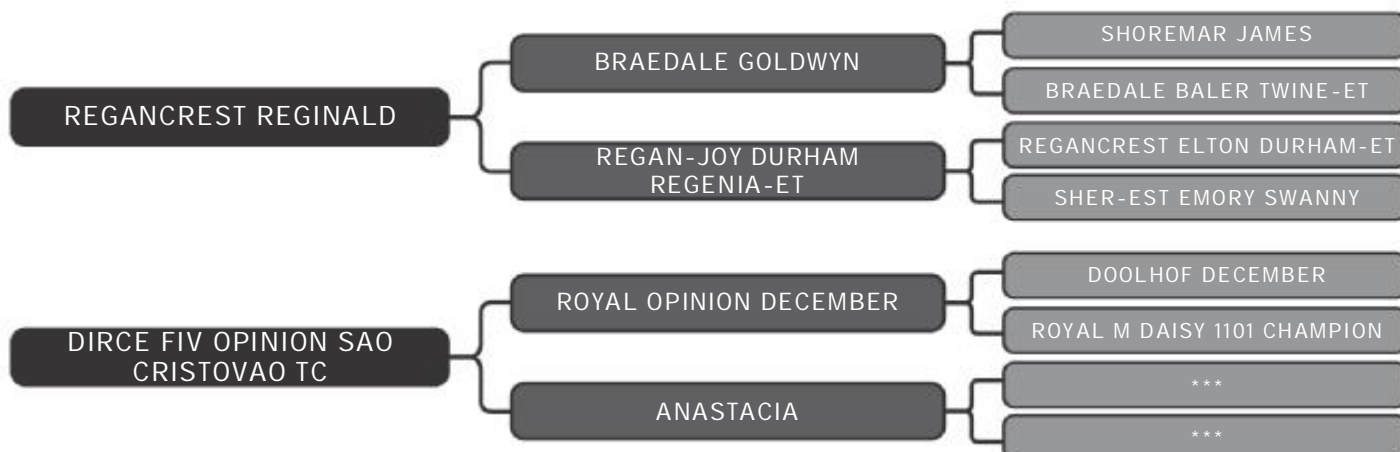 REGANCREST REGINALD
BRAEDALE GOLDWYN
SHOREMAR JAMES
BRAEDALE BALER TWINE-ET
REGAN-JOY DURHAM
REGENIA-ET
REGANCREST ELTON DURHAM-ET
SHER-EST EMORY SWANNY
DIRCE FIV OPINION SAO
CRISTOVAO TC
ROYAL OPINION DECEMBER
DOOLHOF DECEMBER
ROYAL M DAISY 1101 CHAMPION
ANASTACIA
***
***